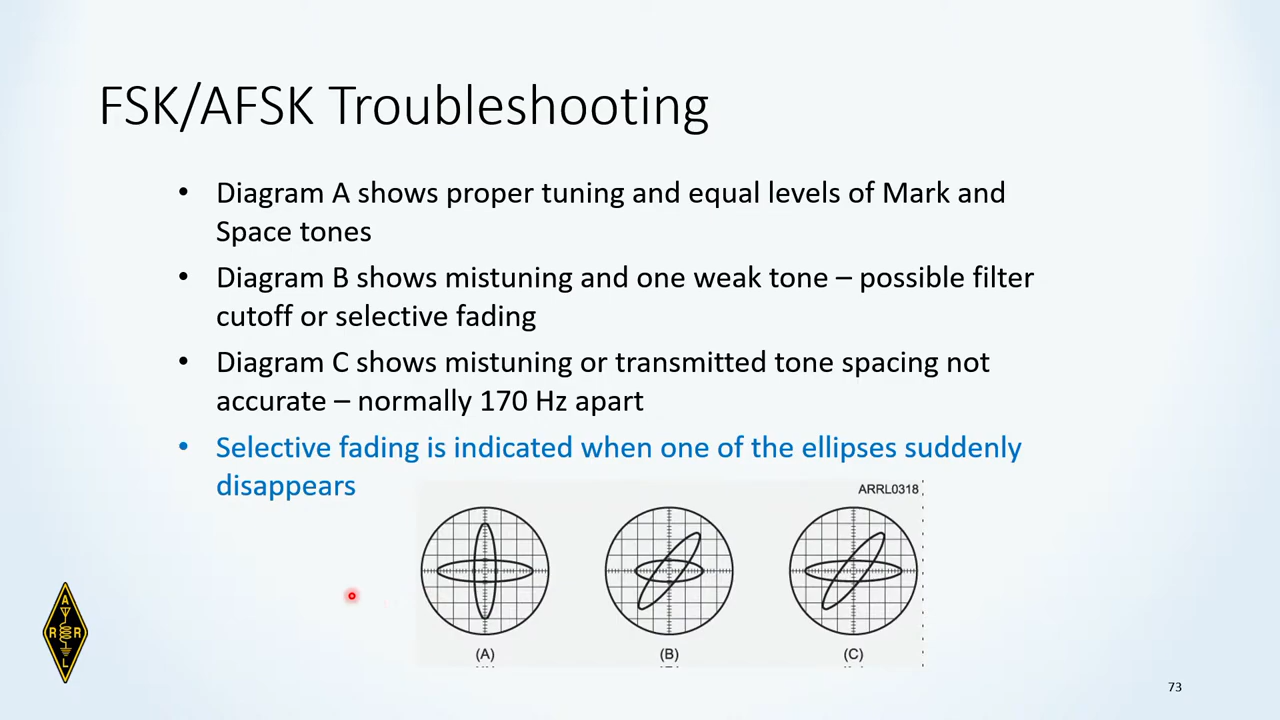 FSK/AFSK Troubleshooting
• Diagram A shows proper tuning and equal levels of Mark and
Space tones
• Diagram B shows mistuning and one weak tone – possible filter
cutoff or selective fading
• Diagram C shows mistuning or transmitted tone spacing not
accurate – normally 170 Hz apart
• Selective fading is indicated when one of the ellipses suddenly
disappears
ARRL0318
(A) (B) (C)
A
R R
L
73